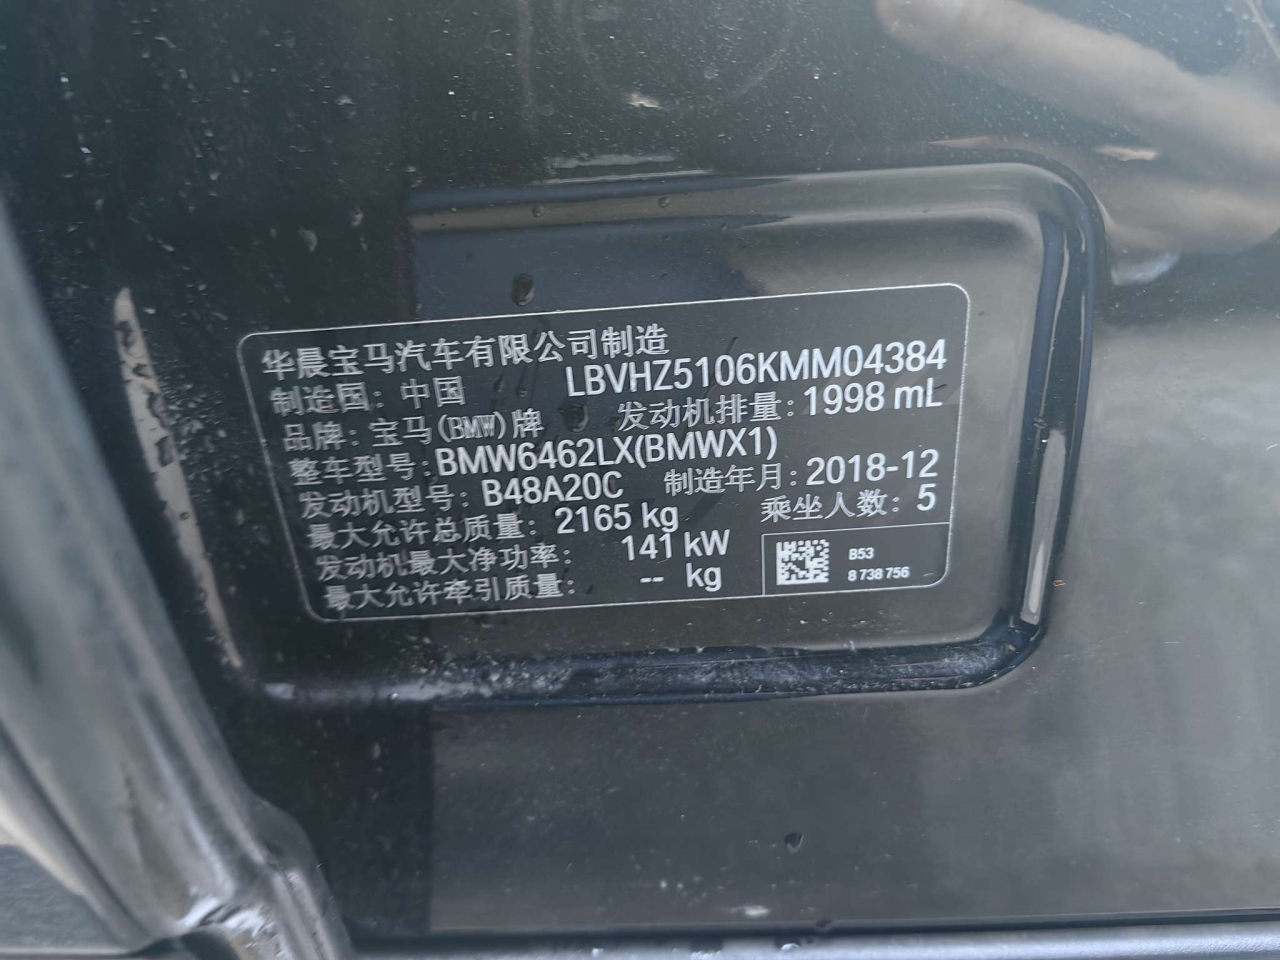 华晨宝马汽车有限公司制造
制造国：中国 LBVHZ5106KMM04384
品牌：宝马(BMW)牌 发动机排量：1998 mL
整车型号：BMW6462LX(BMWX1)
发动机型号：B48A20C 制造年月：2018-12
最大允许总质量：2165 kg 乘坐人数：5
发动机最大净功率：141 kW
最大允许牵引质量：-- kg
B53
8 738 756